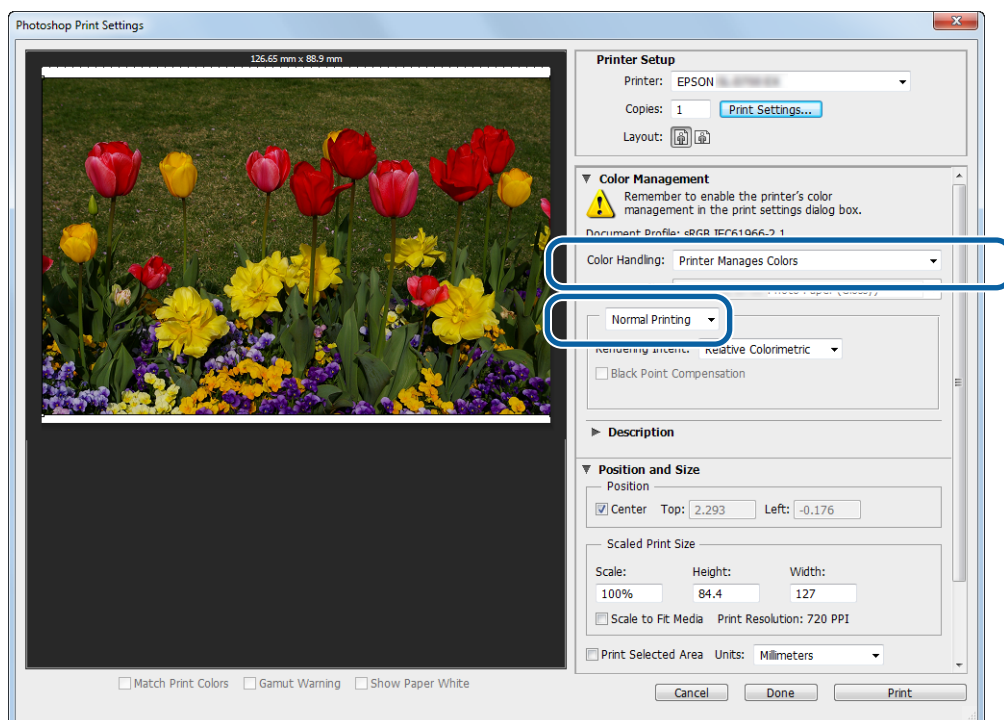 Photoshop Print Settings
126.65 mm x 88.9 mm
Printer Setup
Printer: EPSON
Copies: 1 Print Settings...
Layout:
Color Management
Remember to enable the printer's color
management in the print settings dialog box.
Document Profile: sRGB IEC61966-2.1
Color Handling: Printer Manages Colors
Photo Paper (Glossy)
Normal Printing
Rendering Intent: Relative Colorimetric
Black Point Compensation
Description
Position and Size
Position
Center Top: 2.293 Left: -0.176
Scaled Print Size
Scale: Height: Width:
100% 84.4 127
Scale to Fit Media Print Resolution: 720 PPI
Print Selected Area Units: Millimeters
Match Print Colors Gamut Warning Show Paper White
Cancel Done Print